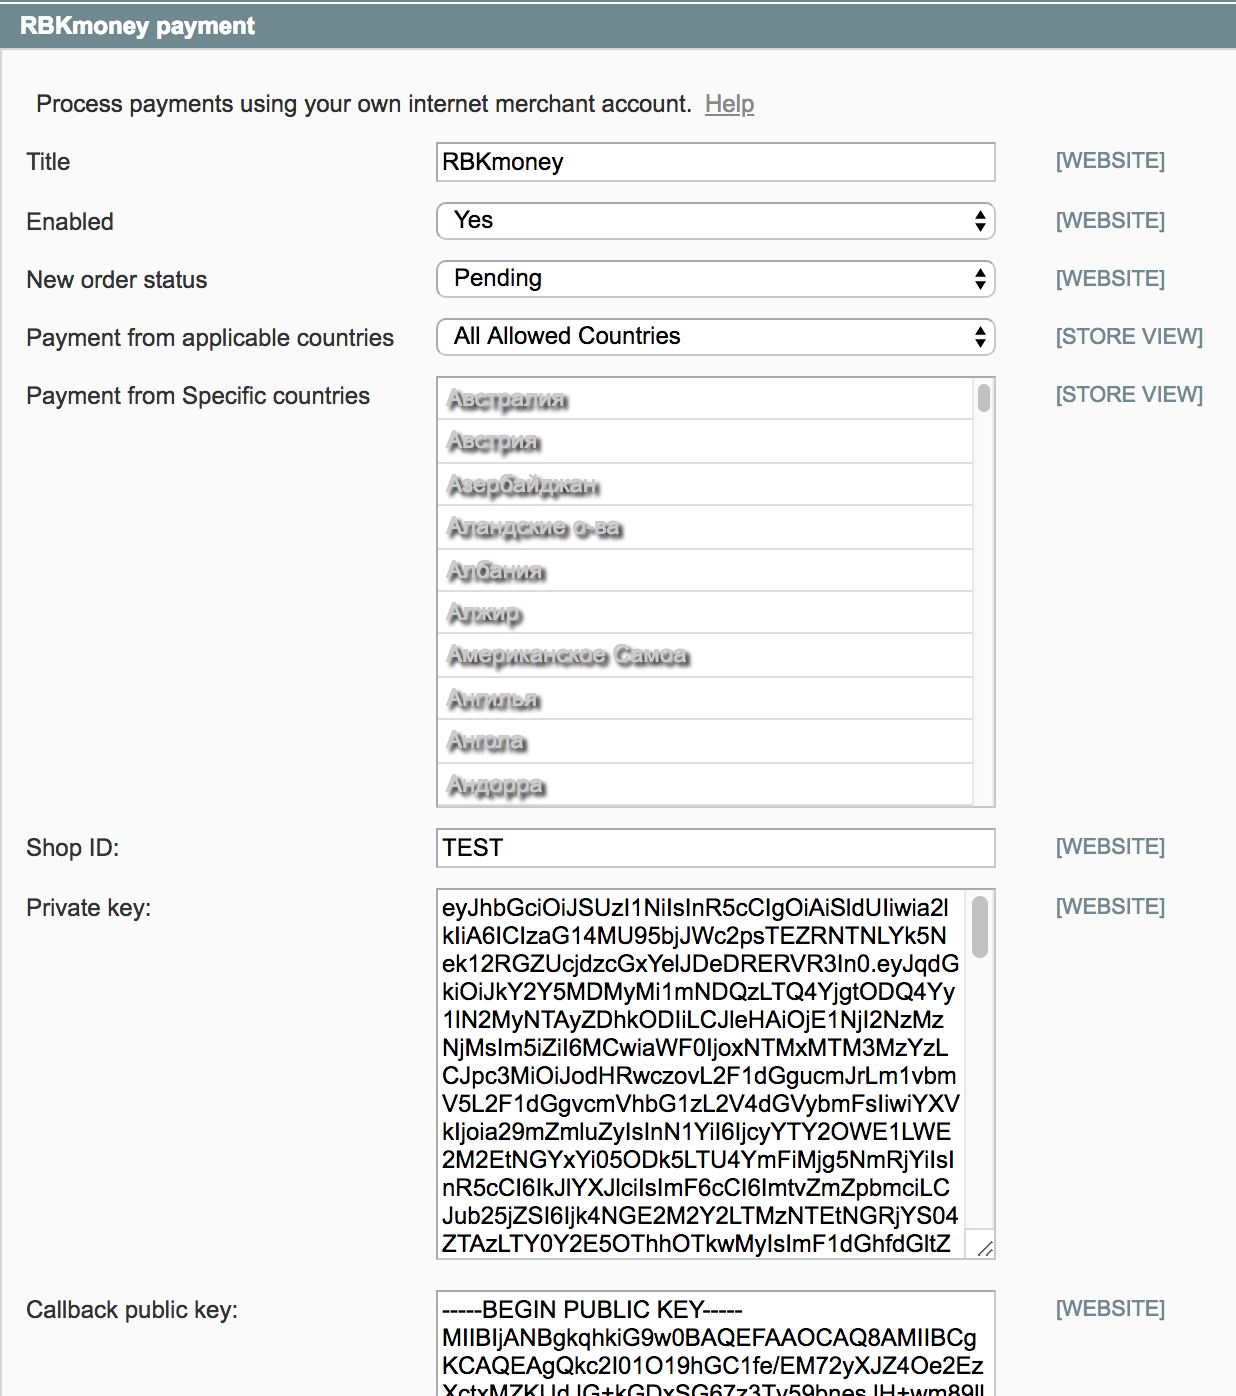 RBKmoney payment
Process payments using your own internet merchant account. Help
Title RBKmoney [WEBSITE]
Enabled Yes [WEBSITE]
New order status Pending [WEBSITE]
Payment from applicable countries All Allowed Countries [STORE VIEW]
Payment from Specific countries Австралия [STORE VIEW]
Австрия
Азербайджан
Аландские о-ва
Албания
Алжир
Американское Самоа
Ангилья
Ангола
Андорра
Shop ID: TEST [WEBSITE]
Private key: eyJhbGciOiJSUzI1NiIsInR5cCIgOiAiSldUIiwia2l [WEBSITE]
kIiA6ICIzaG14MU95bjJWc2psTEZRNTNLYk5N
ek12RGZUcjdzcGxYelJDeDRERVR3In0.eyJqdG
kiOiJkY2Y5MDMyMi1mNDQzLTQ4YjgtODQ4Yy
1lN2MyNTAyZDhkODIiLCJleHAiOjE1NjI2NzMz
NjMsIm5iZiI6MCwiaWF0IjoxNTMxMTM3MzYzL
CJpc3MiOiJodHRwczovL2F1dGgucmJrLm1vbm
V5L2F1dGgvcmVhbG1zL2V4dGVybmFsIiwiYXV
kIjoia29mZmluZyIsInN1YiI6IjcyYTY2OWE1LWE
2M2EtNGYxYi05ODk5LTU4YmFiMjg5NmRjYiIsI
nR5cCI6IkJlYXJlciIsImF6cCI6ImtvZmZpbmciLC
Jub25jZSI6Ijk4NGE2M2Y2LTMzNTEtNGRjYS04
ZTAzLTY0Y2E5OThhOTkwMyIsImF1dGhfdGltZ
Callback public key: -----BEGIN PUBLIC KEY----- [WEBSITE]
MIIBIjANBgkqhkiG9w0BAQEFAAOCAQ8AMIIBCg
KCAQEAgQkc2I01O19hGC1fe/EM72yXJZ4Oe2Ez